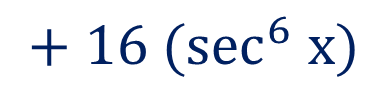 + 16 (sec⁶ x)